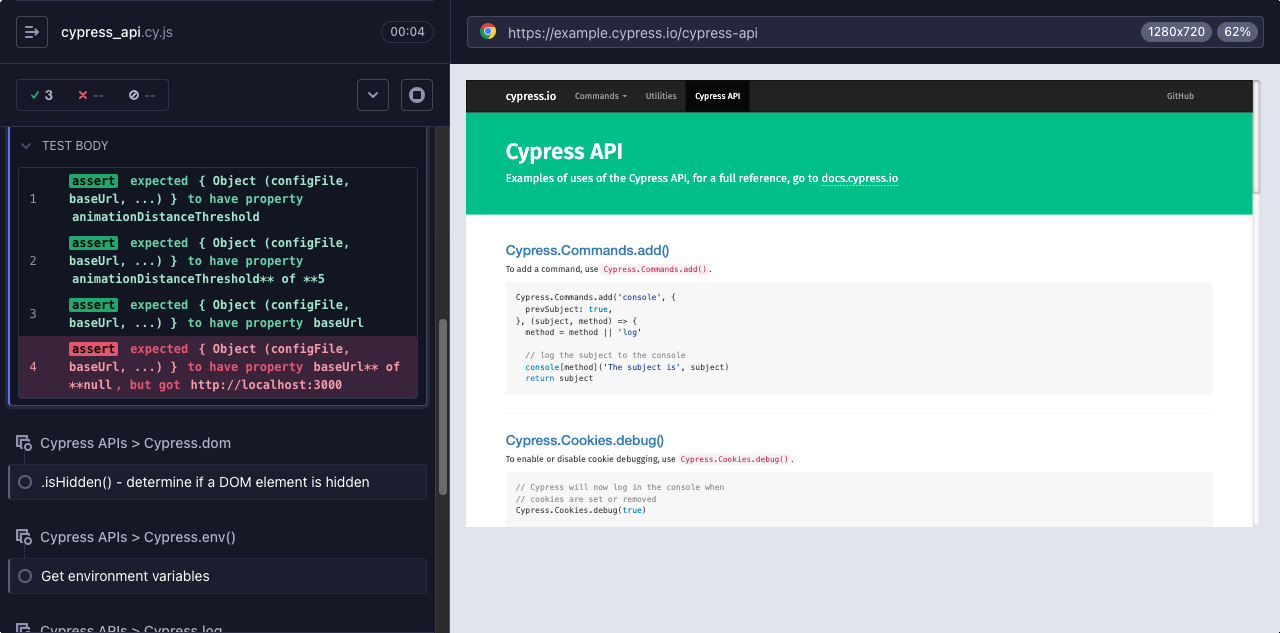 cypress_api.cy.js
00:04
3 -- --
TEST BODY
1 assert expected { Object (configFile,
baseUrl, ...) } to have property
animationDistanceThreshold
2 assert expected { Object (configFile,
baseUrl, ...) } to have property
animationDistanceThreshold** of **5
3 assert expected { Object (configFile,
baseUrl, ...) } to have property baseUrl
4 assert expected { Object (configFile,
baseUrl, ...) } to have property baseUrl** of
**null, but got http://localhost:3000
Cypress APIs > Cypress.dom
.isHidden() - determine if a DOM element is hidden
Cypress APIs > Cypress.env()
Get environment variables
Cypress APIs > Cypress.log
https://example.cypress.io/cypress-api
1280x720 62%
cypress.io Commands Utilities Cypress API GitHub
Cypress API
Examples of uses of the Cypress API, for a full reference, go to docs.cypress.io
Cypress.Commands.add()
To add a command, use Cypress.Commands.add().
Cypress.Commands.add('console', {
prevSubject: true,
}, (subject, method) => {
method = method || 'log'
// log the subject to the console
console[method]('The subject is', subject)
return subject
Cypress.Cookies.debug()
To enable or disable cookie debugging, use Cypress.Cookies.debug().
// Cypress will now log in the console when
// cookies are set or removed
Cypress.Cookies.debug(true)